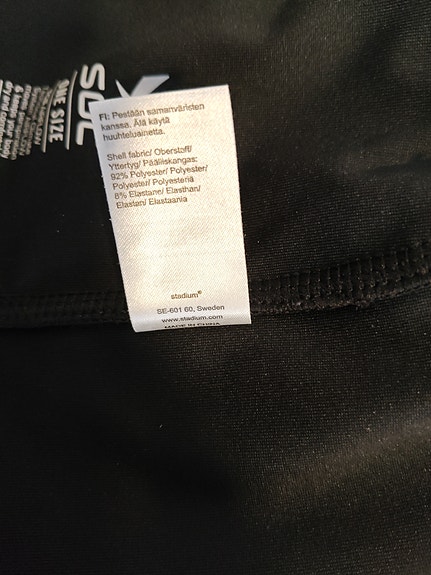 FI: Pestään samanväristen
kanssa. Älä käytä
huuhteluainetta.
Shell fabric/ Oberstoff/
Yttertyg/ Päällikangas:
92% Polyester/ Polyester/
Polyester/ Polyesteriä
8% Elastane/ Elasthan/
Elastan/ Elastaania
stadium®
SE-601 60, Sweden
www.stadium.com
MADE IN CHINA
SOC
ONE SIZE